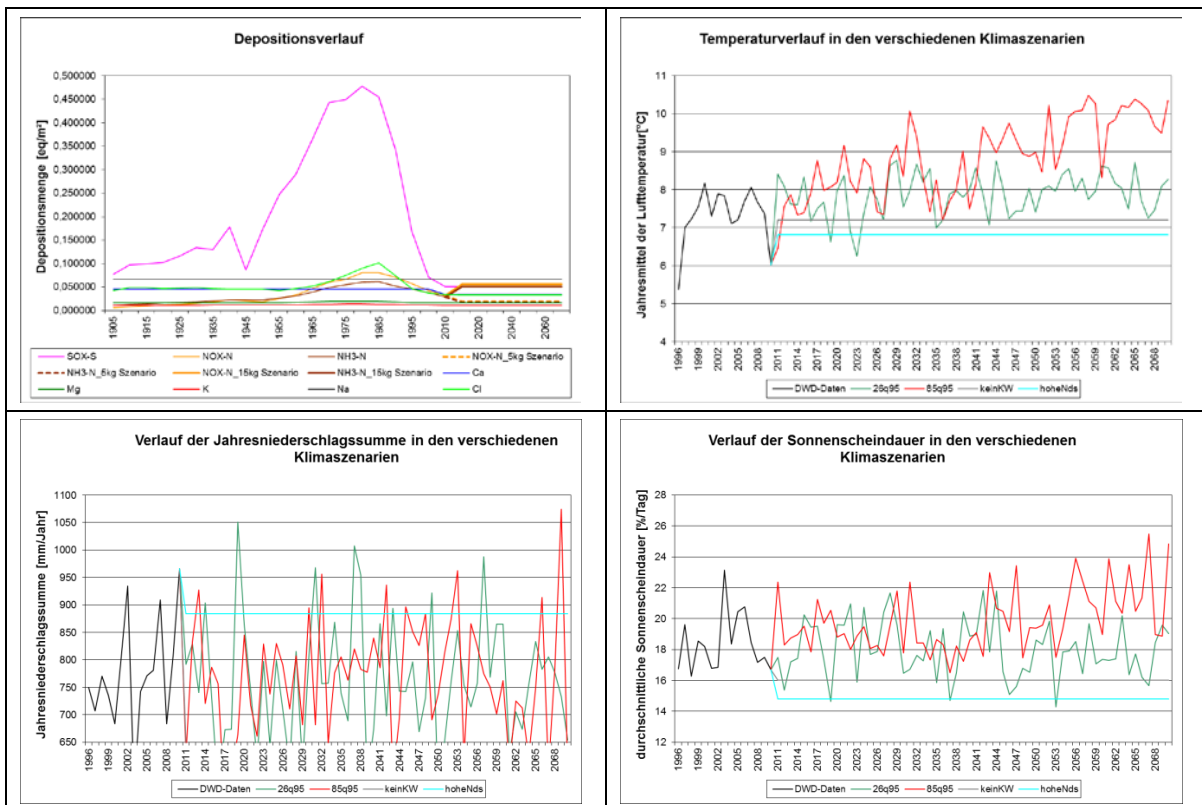 Depositionsverlauf
Depositionsmenge [eq/m²]
0,500000
0,450000
0,400000
0,350000
0,300000
0,250000
0,200000
0,150000
0,100000
0,050000
0,000000
1905 1915 1925 1935 1945 1955 1965 1975 1985 1995 2010 2020 2040 2060
SOX-S NOX-N NH3-N NOX-N_5kg Szenario
NH3-N_5kg Szenario NOX-N_15kg Szenario NH3-N_15kg Szenario Ca
Mg K Na Cl
Temperaturverlauf in den verschiedenen Klimaszenarien
Jahresmittel der Lufttemperatur[°C]
11
10
9
8
7
6
5
4
1996 1999 2002 2005 2008 2011 2014 2017 2020 2023 2026 2029 2032 2035 2038 2041 2044 2047 2050 2053 2056 2059 2062 2065 2068
DWD-Daten 26q95 85q95 keinKW hoheNds
Verlauf der Jahresniederschlagssumme in den verschiedenen
Klimaszenarien
Jahresniederschlagssumme [mm/Jahr]
1100
1050
1000
950
900
850
800
750
700
650
1996 1999 2002 2005 2008 2011 2014 2017 2020 2023 2026 2029 2032 2035 2038 2041 2044 2047 2050 2053 2056 2059 2062 2065 2068
DWD-Daten 26q95 85q95 keinKW hoheNds
Verlauf der Sonnenscheindauer in den verschiedenen
Klimaszenarien
durchschnittliche Sonnenscheindauer [%/Tag]
28
26
24
22
20
18
16
14
12
1996 1999 2002 2005 2008 2011 2014 2017 2020 2023 2026 2029 2032 2035 2038 2041 2044 2047 2050 2053 2056 2059 2062 2065 2068
DWD-Daten 26q95 85q95 keinKW hoheNds